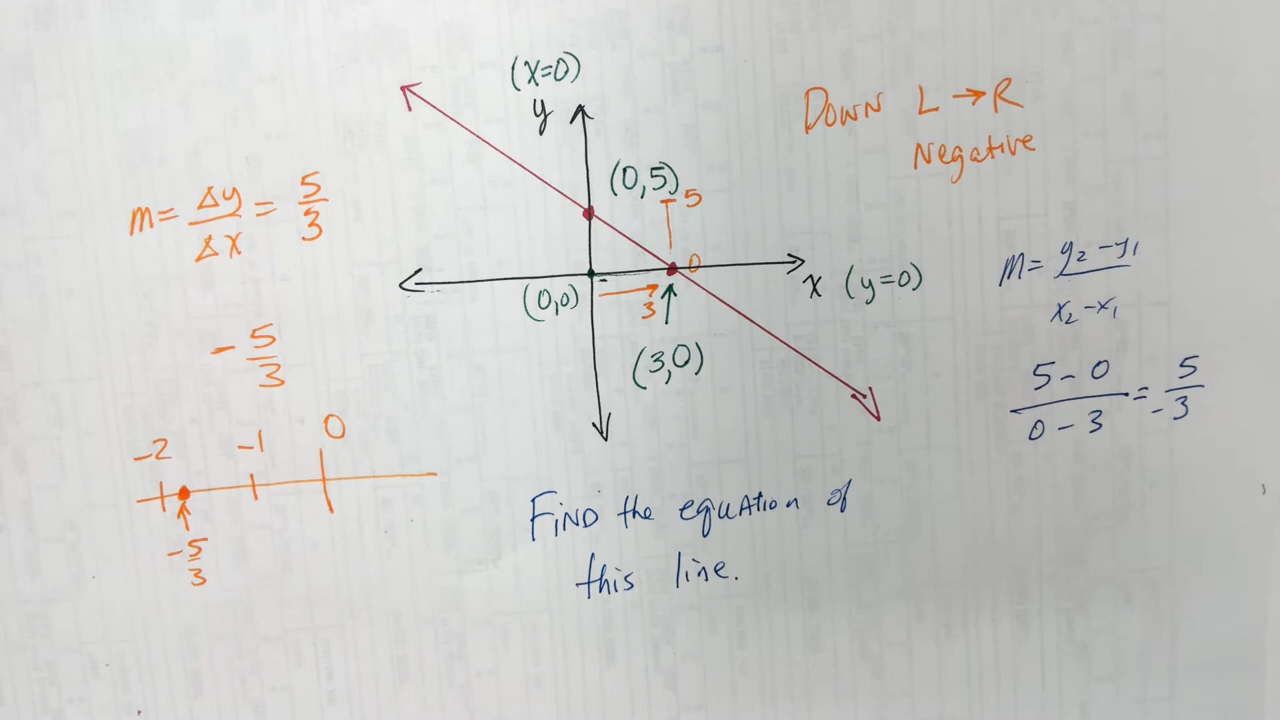 (x=0)
y
Down L → R
Negative
m = Δy/Δx = 5/3
(0,5)
5
0
(0,0)
3
x (y=0)
(3,0)
m = y₂-y₁/x₂-x₁
5-0/0-3 = 5/-3
-5/3
-2 -1 0
-5/3
Find the equation of
this line.